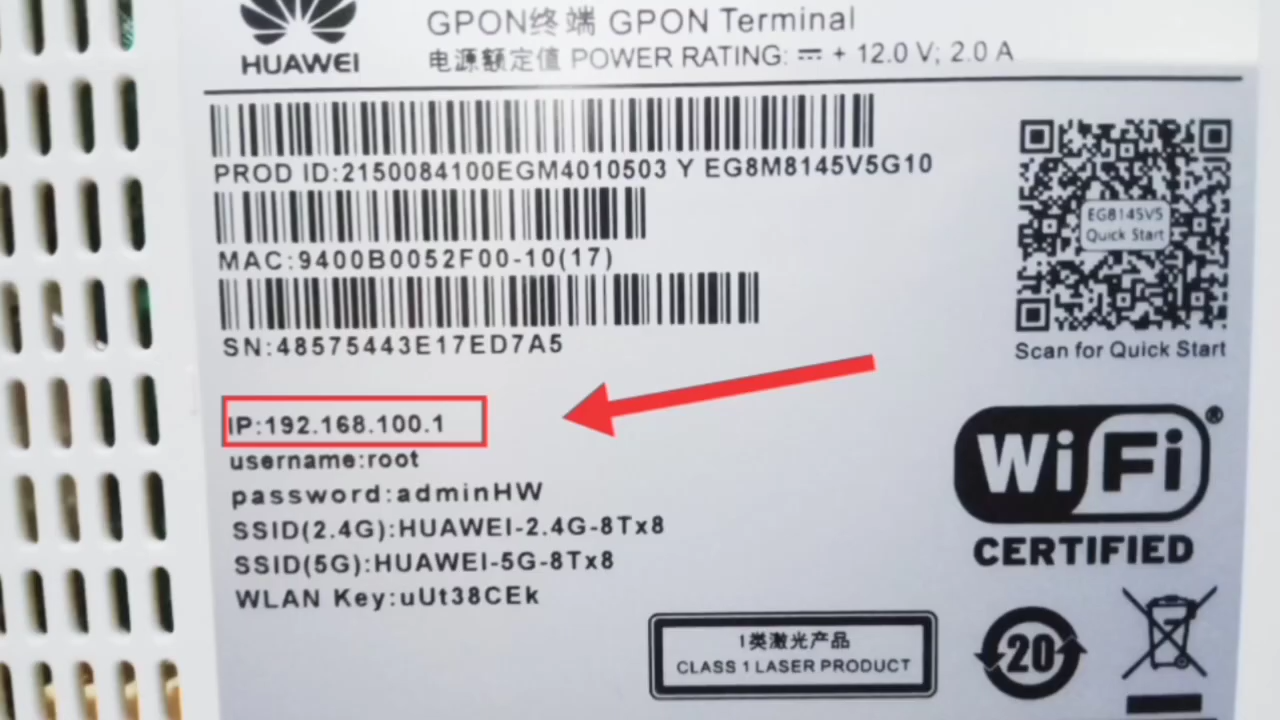 HUAWEI
GPON终端 GPON Terminal
电源额定值 POWER RATING: ⎓ + 12.0 V; 2.0 A
PROD ID:2150084100EGM4010503 Y EG8M8145V5G10
MAC:9400B0052F00-10(17)
SN:48575443E17ED7A5
EG8145V5
Quick Start
Scan for Quick Start
IP:192.168.100.1
username:root
password:adminHW
SSID(2.4G):HUAWEI-2.4G-8Tx8
SSID(5G):HUAWEI-5G-8Tx8
WLAN Key:uUt38CEk
WiFi®
CERTIFIED
1类激光产品
CLASS 1 LASER PRODUCT
20